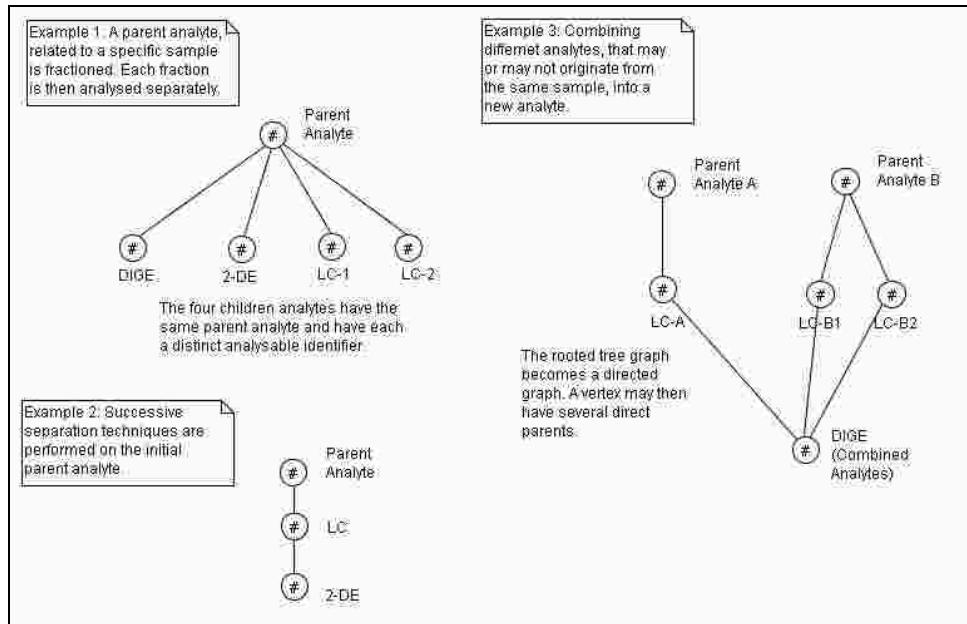 Example 1: A parent analyte,
related to a specific sample
is fractioned. Each fraction
is then analysed separately.
Parent
Analyte
#
#
#
#
#
DIGE
2-DE
LC-1
LC-2
The four children analytes have the
same parent analyte and have each
a distinct analysable identifier
Example 2: Successive
separation techniques are
performed on the initial
parent analyte
Parent
Analyte
#
#
LC
#
2-DE
Example 3: Combining
differnet analytes, that may
or may not originate from
the same sample, into a
new analyte.
Parent
Analyte A
#
Parent
Analyte B
#
#
LC-A
#
LC-B1
#
LC-B2
The rooted tree graph
becomes a directed
graph. A vertex may then
have several direct
parents.
#
DIGE
(Combined
Analytes)